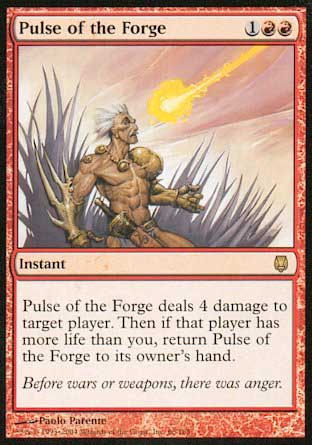 Pulse of the Forge 1
Instant
Pulse of the Forge deals 4 damage to
target player. Then if that player has
more life than you, return Pulse of
the Forge to its owner's hand.
Before wars or weapons, there was anger.
Paolo Parente